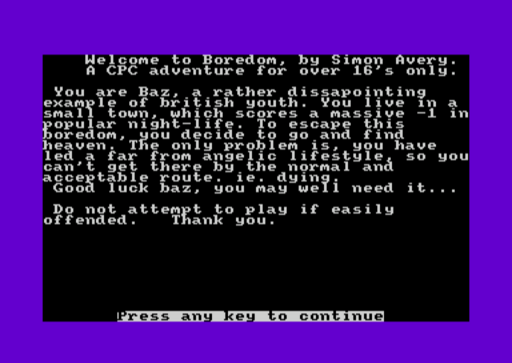 Welcome to Boredom, by Simon Avery.
A CPC adventure for over 16's only.
You are Baz, a rather dissapointing
example of british youth. You live in a
small town, which scores a massive -1 in
popular night-life. To escape this
boredom, you decide to go and find
heaven. The only problem is, you have
led a far from angelic lifestyle, so you
can't get there by the normal and
acceptable route. ie. dying.
Good luck baz, you may well need it...
Do not attempt to play if easily
offended. Thank you.
Press any key to continue